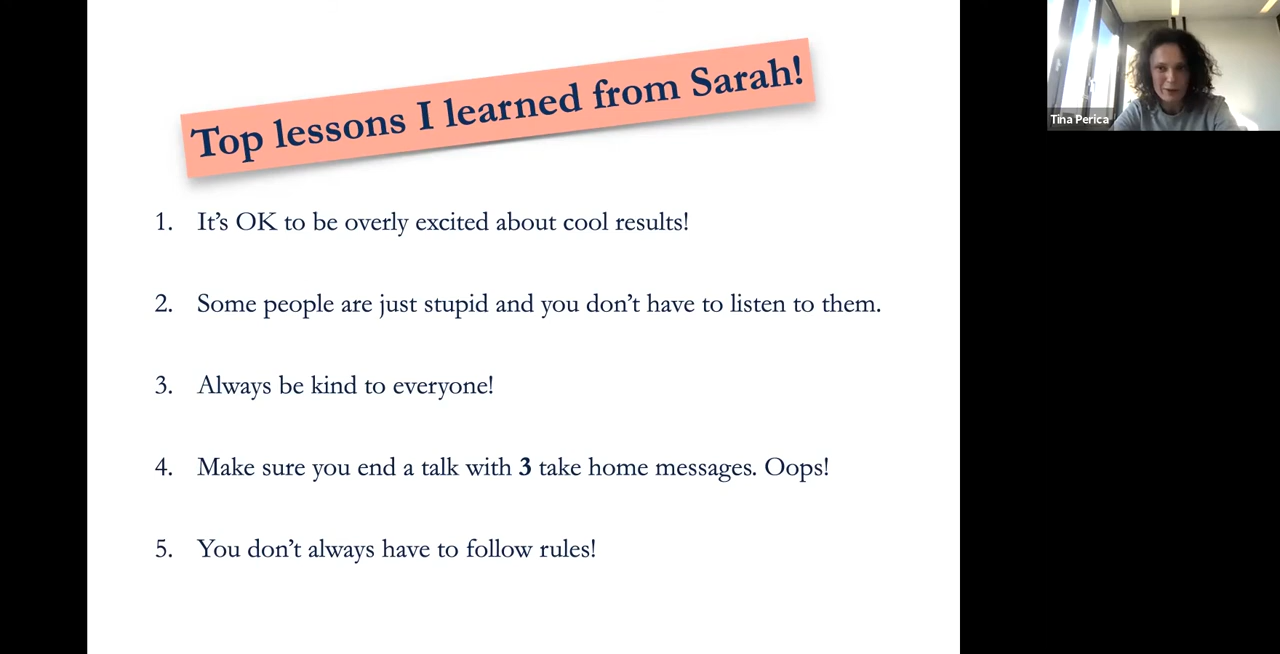 Top lessons I learned from Sarah!
1. It’s OK to be overly excited about cool results!
2. Some people are just stupid and you don’t have to listen to them.
3. Always be kind to everyone!
4. Make sure you end a talk with 3 take home messages. Oops!
5. You don’t always have to follow rules!
Tina Perica